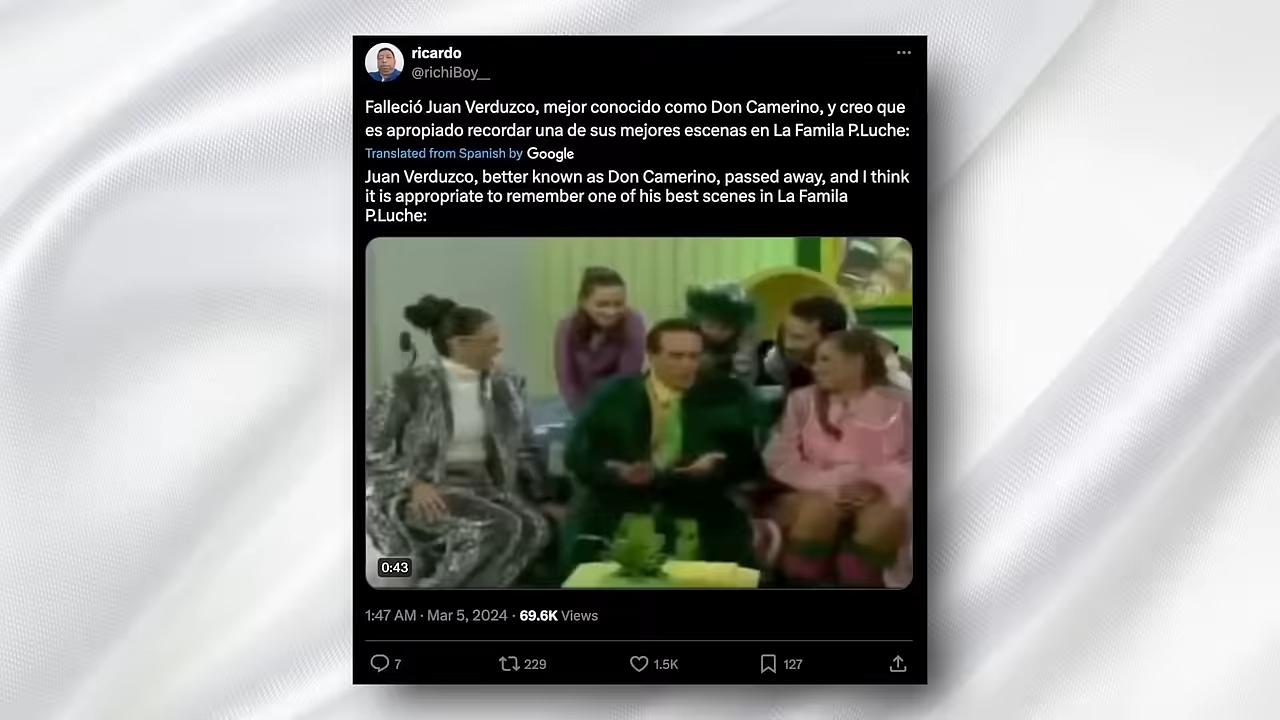 ricardo
@richiBoy__
Falleció Juan Verduzco, mejor conocido como Don Camerino, y creo que
es apropiado recordar una de sus mejores escenas en La Famila P.Luche:
Translated from Spanish by Google
Juan Verduzco, better known as Don Camerino, passed away, and I think
it is appropriate to remember one of his best scenes in La Famila
P.Luche:
0:43
1:47 AM · Mar 5, 2024 · 69.6K Views
7 229 1.5K 127